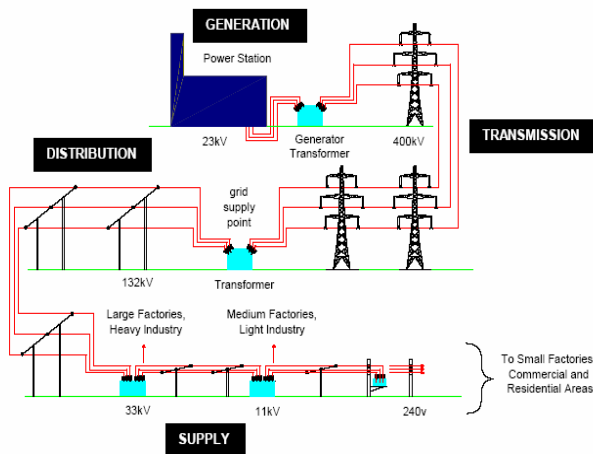 GENERATION
Power Station
23kV
Generator
Transformer
400kV
TRANSMISSION
DISTRIBUTION
grid
supply
point
132kV
Transformer
Large Factories,
Heavy Industry
Medium Factories,
Light Industry
To Small Factories
Commercial and
Residential Areas
33kV
11kV
240v
SUPPLY